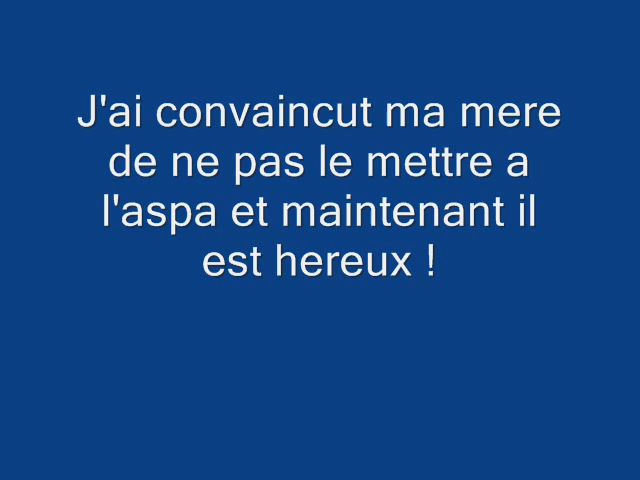 J'ai convaincut ma mere
de ne pas le mettre a
l'aspa et maintenant il
est hereux !